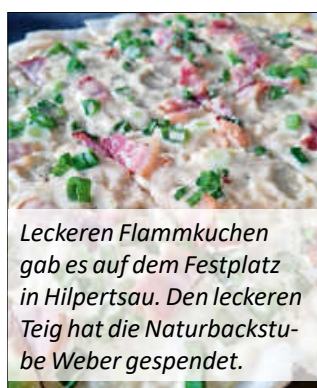 Leckeren Flammkuchen
gab es auf dem Festplatz
in Hilpertsau. Den leckeren
Teig hat die Naturbackstu-
be Weber gespendet.